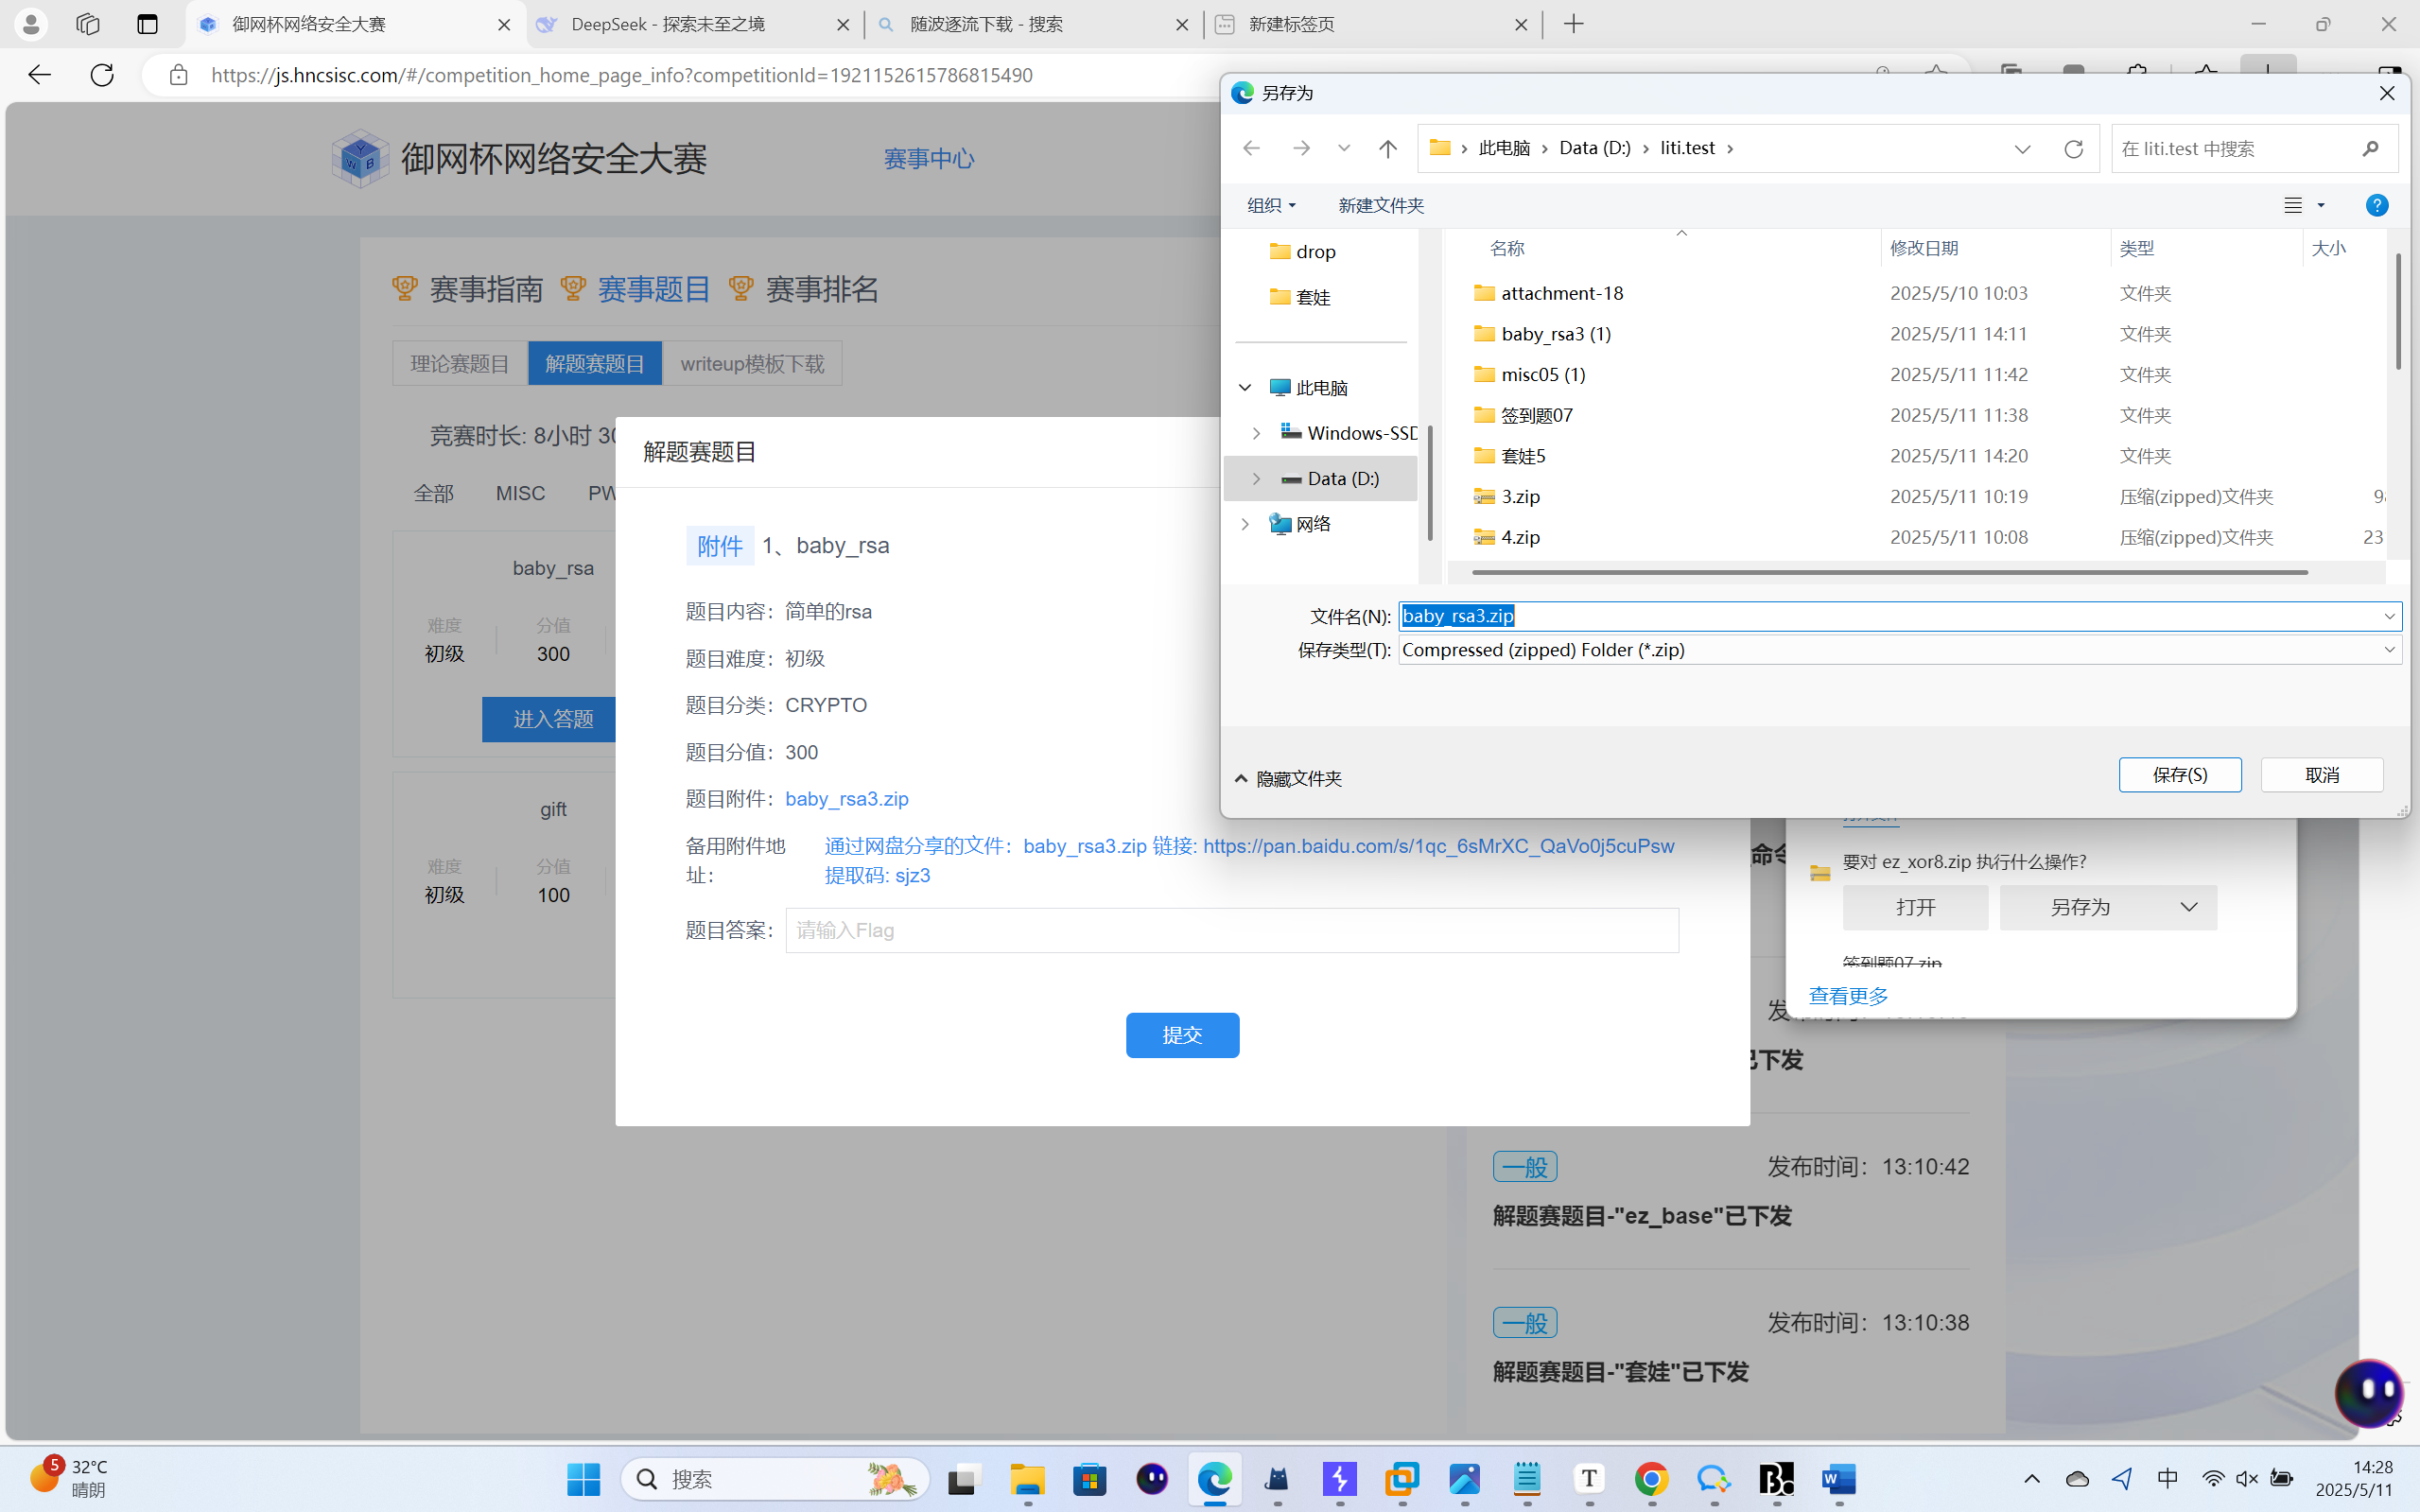 御网杯网络安全大赛
DeepSeek - 探索未至之境
随波逐流下载 - 搜索
新建标签页
https://js.hncsisc.com/#/competition_home_page_info?competitionId=1921152615786815490
御网杯网络安全大赛
赛事中心
赛事指南 赛事题目 赛事排名
理论赛题目 解题赛题目 writeup模板下载
竞赛时长: 8小时 30
全部 MISC PW
baby_rsa
难度 分值
初级 300
进入答题
gift
难度 分值
初级 100
解题赛题目
附件 1、baby_rsa
题目内容：简单的rsa
题目难度：初级
题目分类：CRYPTO
题目分值：300
题目附件：baby_rsa3.zip
备用附件地址： 通过网盘分享的文件：baby_rsa3.zip 链接: https://pan.baidu.com/s/1qc_6sMrXC_QaVo0j5cuPsw
提取码: sjz3
题目答案： 请输入Flag
提交
另存为
此电脑 › Data (D:) › liti.test ›
在 liti.test 中搜索
组织 新建文件夹
drop
套娃
此电脑
Windows-SSD
Data (D:)
网络
名称 修改日期 类型 大小
attachment-18 2025/5/10 10:03 文件夹
baby_rsa3 (1) 2025/5/11 14:11 文件夹
misc05 (1) 2025/5/11 11:42 文件夹
签到题07 2025/5/11 11:38 文件夹
套娃5 2025/5/11 14:20 文件夹
3.zip 2025/5/11 10:19 压缩(zipped)文件夹
4.zip 2025/5/11 10:08 压缩(zipped)文件夹 23
文件名(N): baby_rsa3.zip
保存类型(T): Compressed (zipped) Folder (*.zip)
隐藏文件夹
保存(S) 取消
要对 ez_xor8.zip 执行什么操作?
打开 另存为
签到题07.zip
查看更多
已下发
一般 发布时间：13:10:42
解题赛题目-"ez_base"已下发
一般 发布时间：13:10:38
解题赛题目-"套娃"已下发
5
32°C
晴朗
搜索
中
14:28
2025/5/11